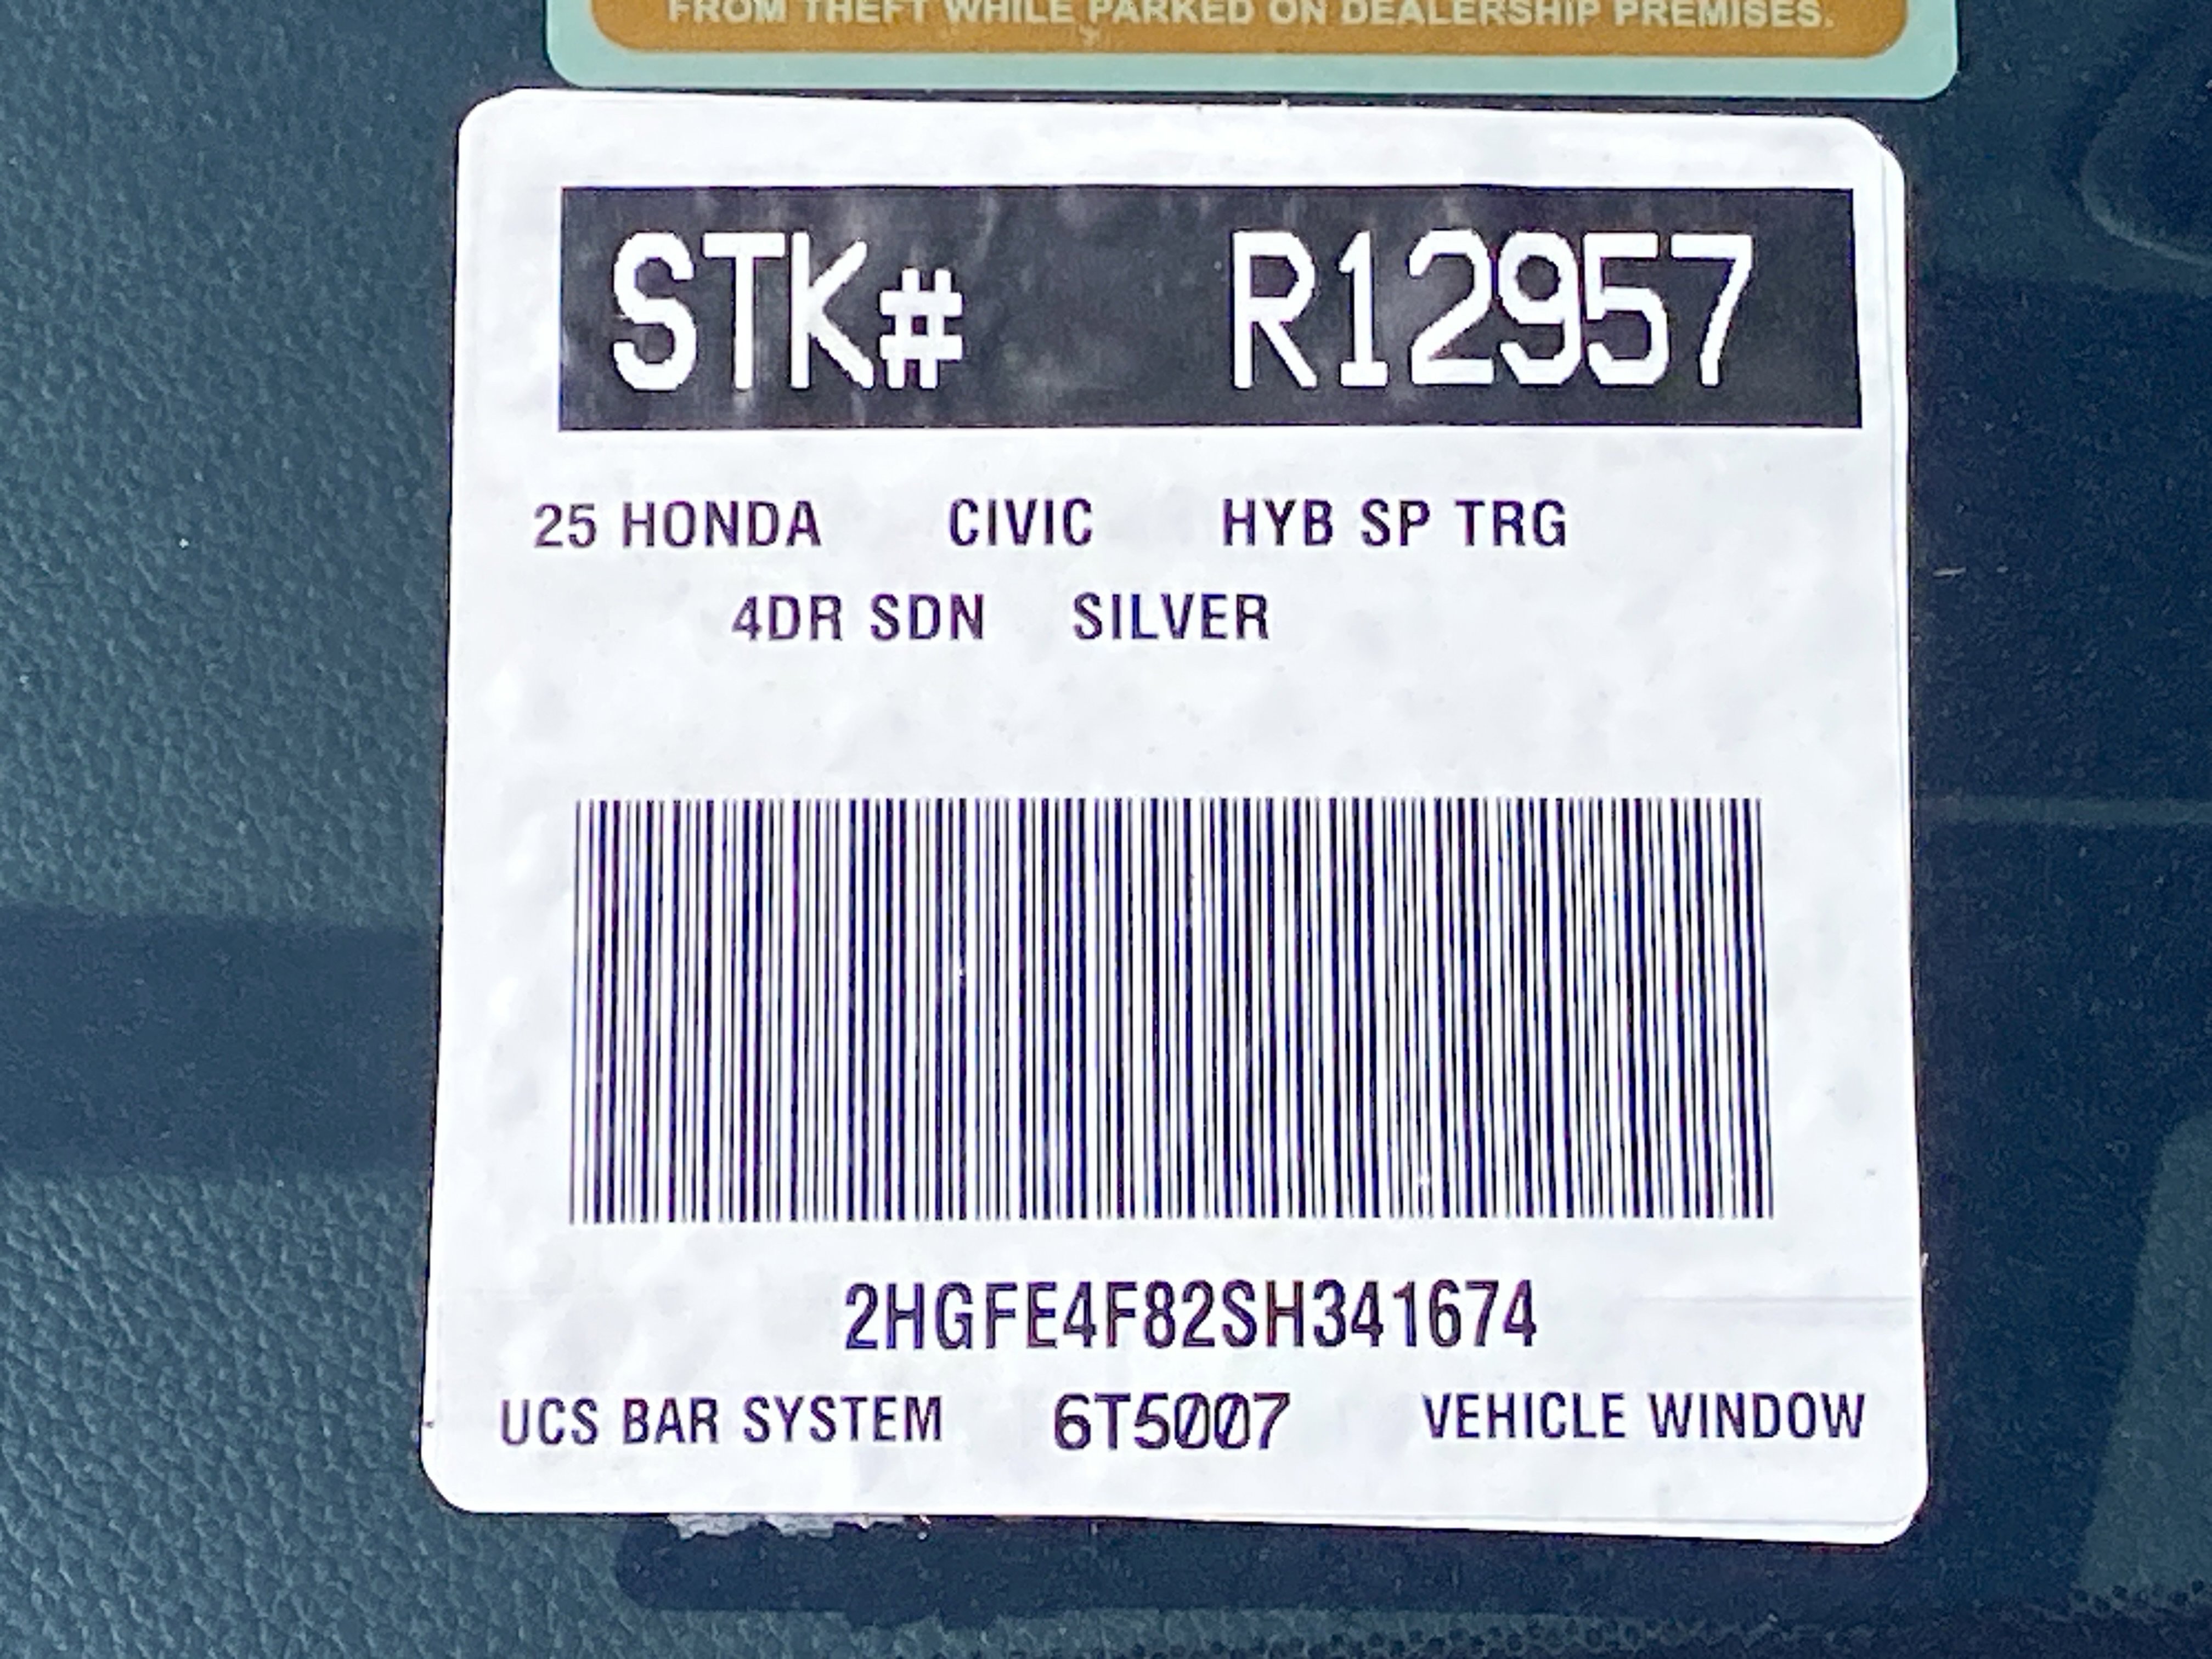 FROM THEFT WHILE PARKED ON DEALERSHIP PREMISES.
STK# R12957
25 HONDA CIVIC HYB SP TRG
4DR SDN SILVER
2HGFE4F82SH341674
UCS BAR SYSTEM 6T5007 VEHICLE WINDOW